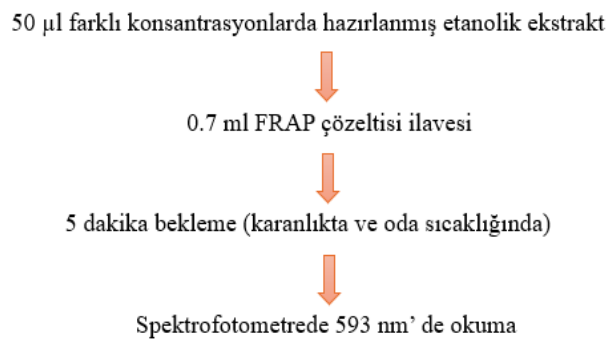 50 µl farklı konsantrasyonlarda hazırlanmış etanolik ekstrakt
0.7 ml FRAP çözeltisi ilavesi
5 dakika bekleme (karanlıkta ve oda sıcaklığında)
Spektrofotometrede 593 nm’ de okuma